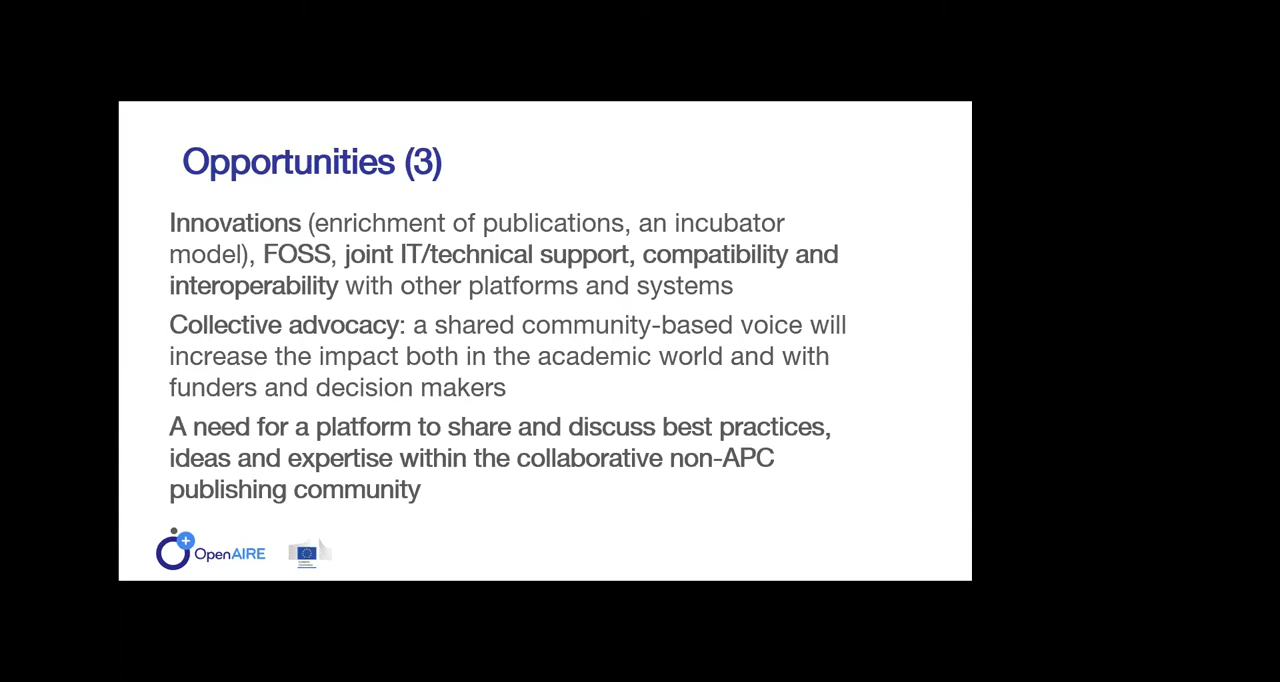 Opportunities (3)
Innovations (enrichment of publications, an incubator
model), FOSS, joint IT/technical support, compatibility and
interoperability with other platforms and systems
Collective advocacy: a shared community-based voice will
increase the impact both in the academic world and with
funders and decision makers
A need for a platform to share and discuss best practices,
ideas and expertise within the collaborative non-APC
publishing community
OpenAIRE